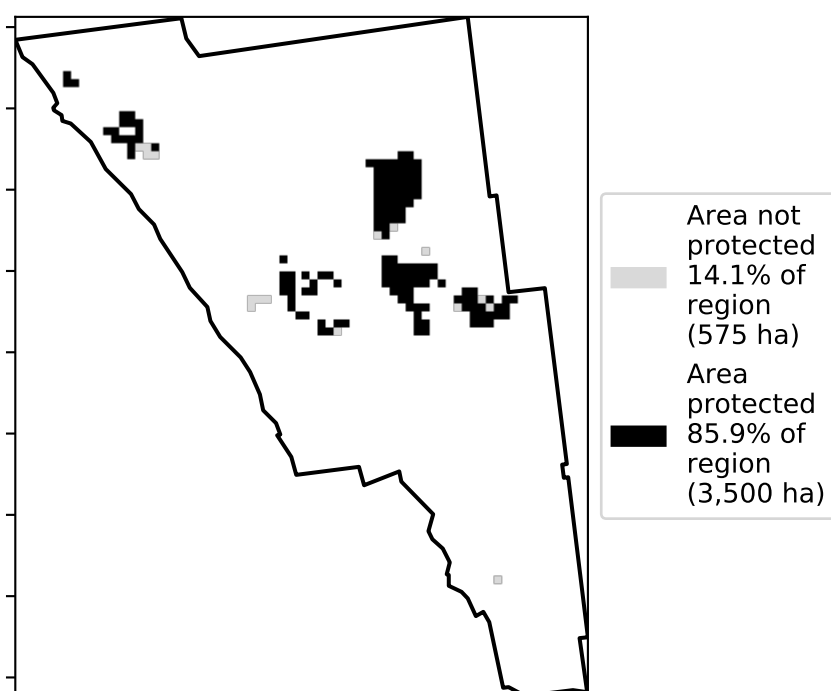 Area not
protected
14.1% of
region
(575 ha)
Area
protected
85.9% of
region
(3,500 ha)